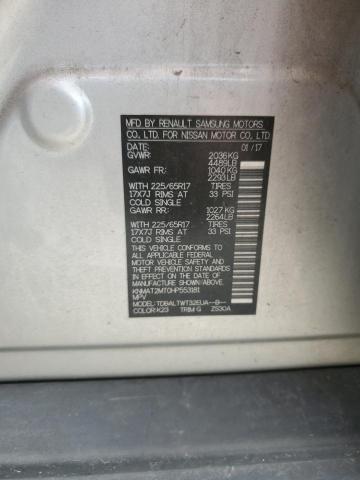 MFD BY RENAULT SAMSUNG MOTORS
CO., LTD. FOR NISSAN MOTOR CO., LTD.
DATE: 01 / 17
GVWR: 2036KG
4489LB
GAWR FR: 1040KG
2293LB
WITH 225/65R17 TIRES
17X7J RIMS AT 33 PSI
COLD SINGLE
GAWR RR: 1027KG
2264LB
WITH 225/65R17 TIRES
17X7J RIMS AT 33 PSI
COLD SINGLE
THIS VEHICLE CONFORMS TO ALL
APPLICABLE FEDERAL MOTOR
VEHICLE SAFETY, BUMPER, AND
THEFT PREVENTION STANDARDS
IN EFFECT ON THE DATE OF
MANUFACTURE SHOWN ABOVE.
KNMAT2MT0HP553181
MPV
MODEL: TDBALTWT32EUA--B--
COLOR: K23 TRIM: G Z530A